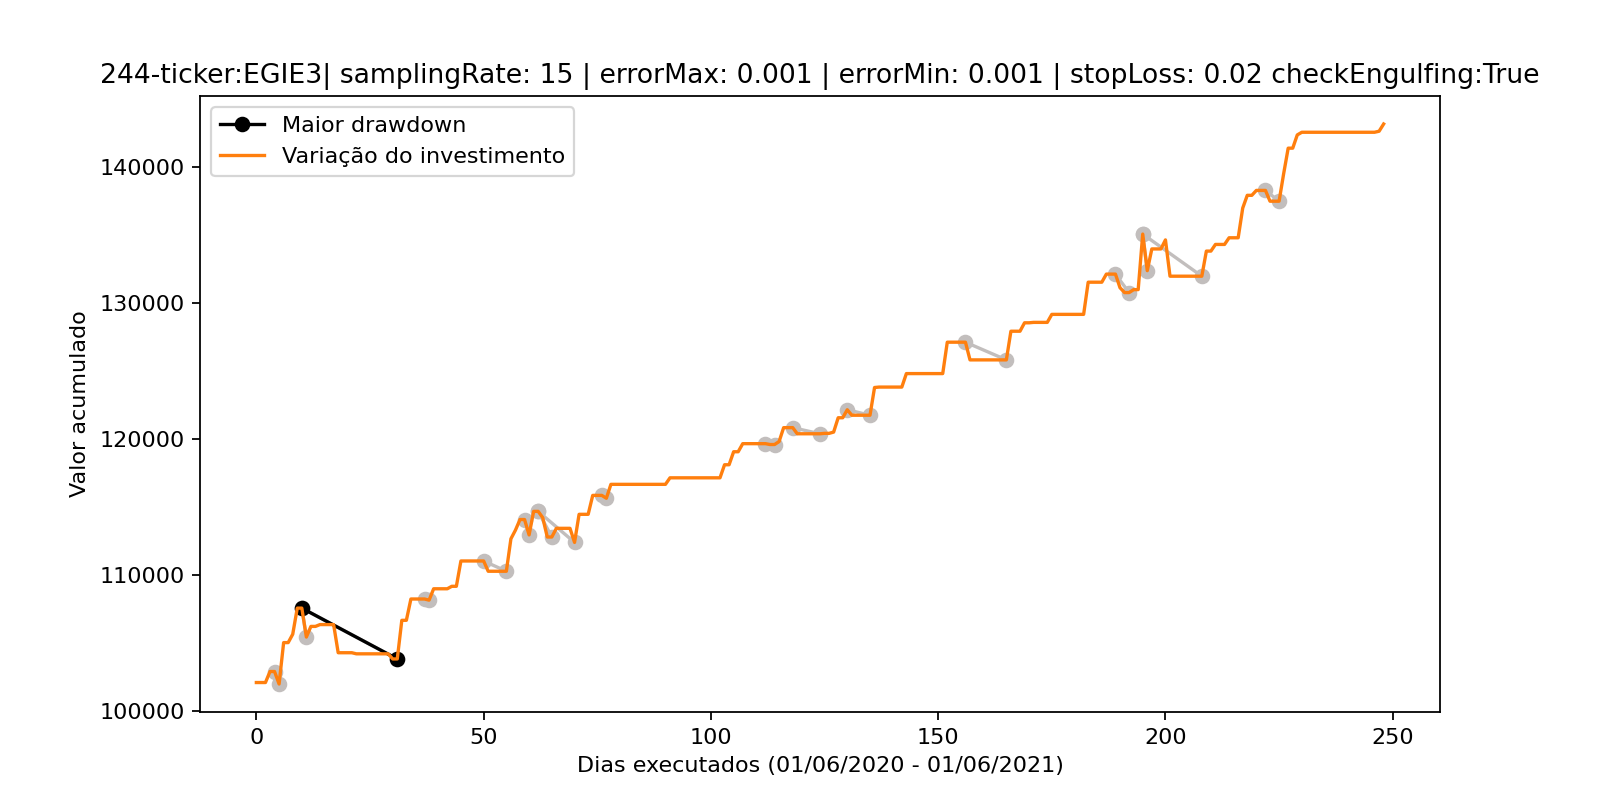 244-ticker:EGIE3| samplingRate: 15 | errorMax: 0.001 | errorMin: 0.001 | stopLoss: 0.02 checkEngulfing:True
Maior drawdown
Variação do investimento
Valor acumulado
140000
130000
120000
110000
100000
0 50 100 150 200 250
Dias executados (01/06/2020 - 01/06/2021)